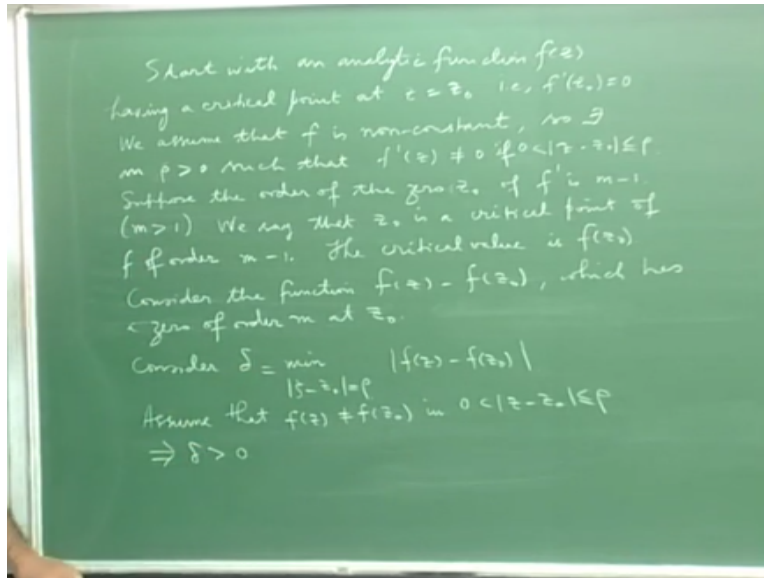 Start with an analytic function f(z)
having a critical point at z = z₀ i.e, f'(z₀)=0
We assume that f is non-constant, so ∃
an ρ>0 such that f'(z) ≠ 0 if 0<|z-z₀|≤ρ.
Suppose the order of the zero z₀ of f' is m-1.
(m>1) We say that z₀ is a critical point of
f of order m-1. The critical value is f(z₀)
Consider the function f(z) - f(z₀), which has
a zero of order m at z₀.
Consider δ = min |f(z) - f(z₀)|
|ζ-z₀|=ρ
Assume that f(z) ≠ f(z₀) in 0<|z-z₀|≤ρ
⇒ δ>0